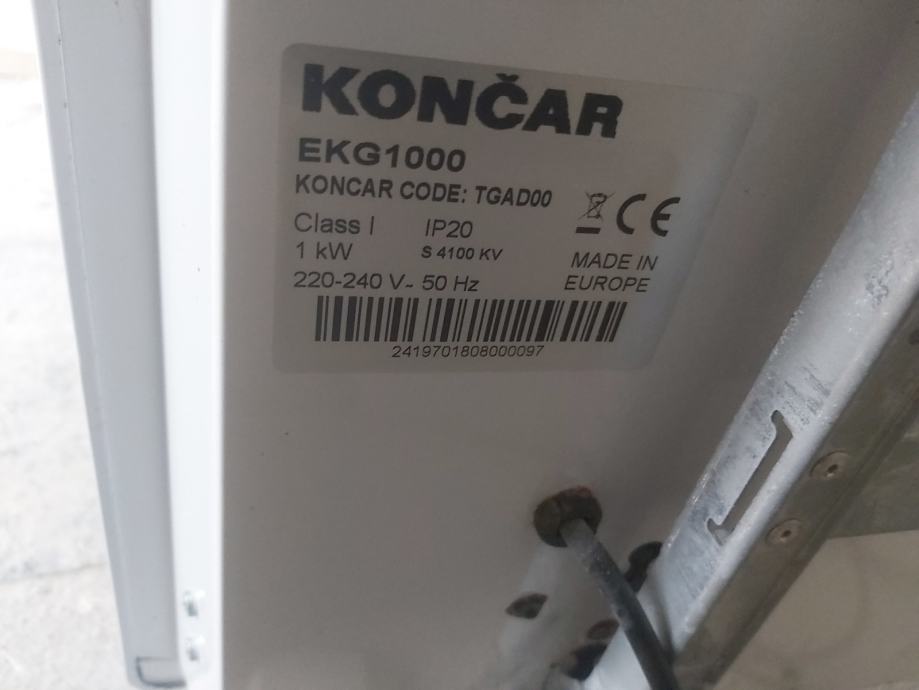 KONČAR
EKG1000
KONCAR CODE: TGAD00
Class I IP20
1 kW S 4100 KV
220-240 V~ 50 Hz
CE
MADE IN
EUROPE
2419701808000097